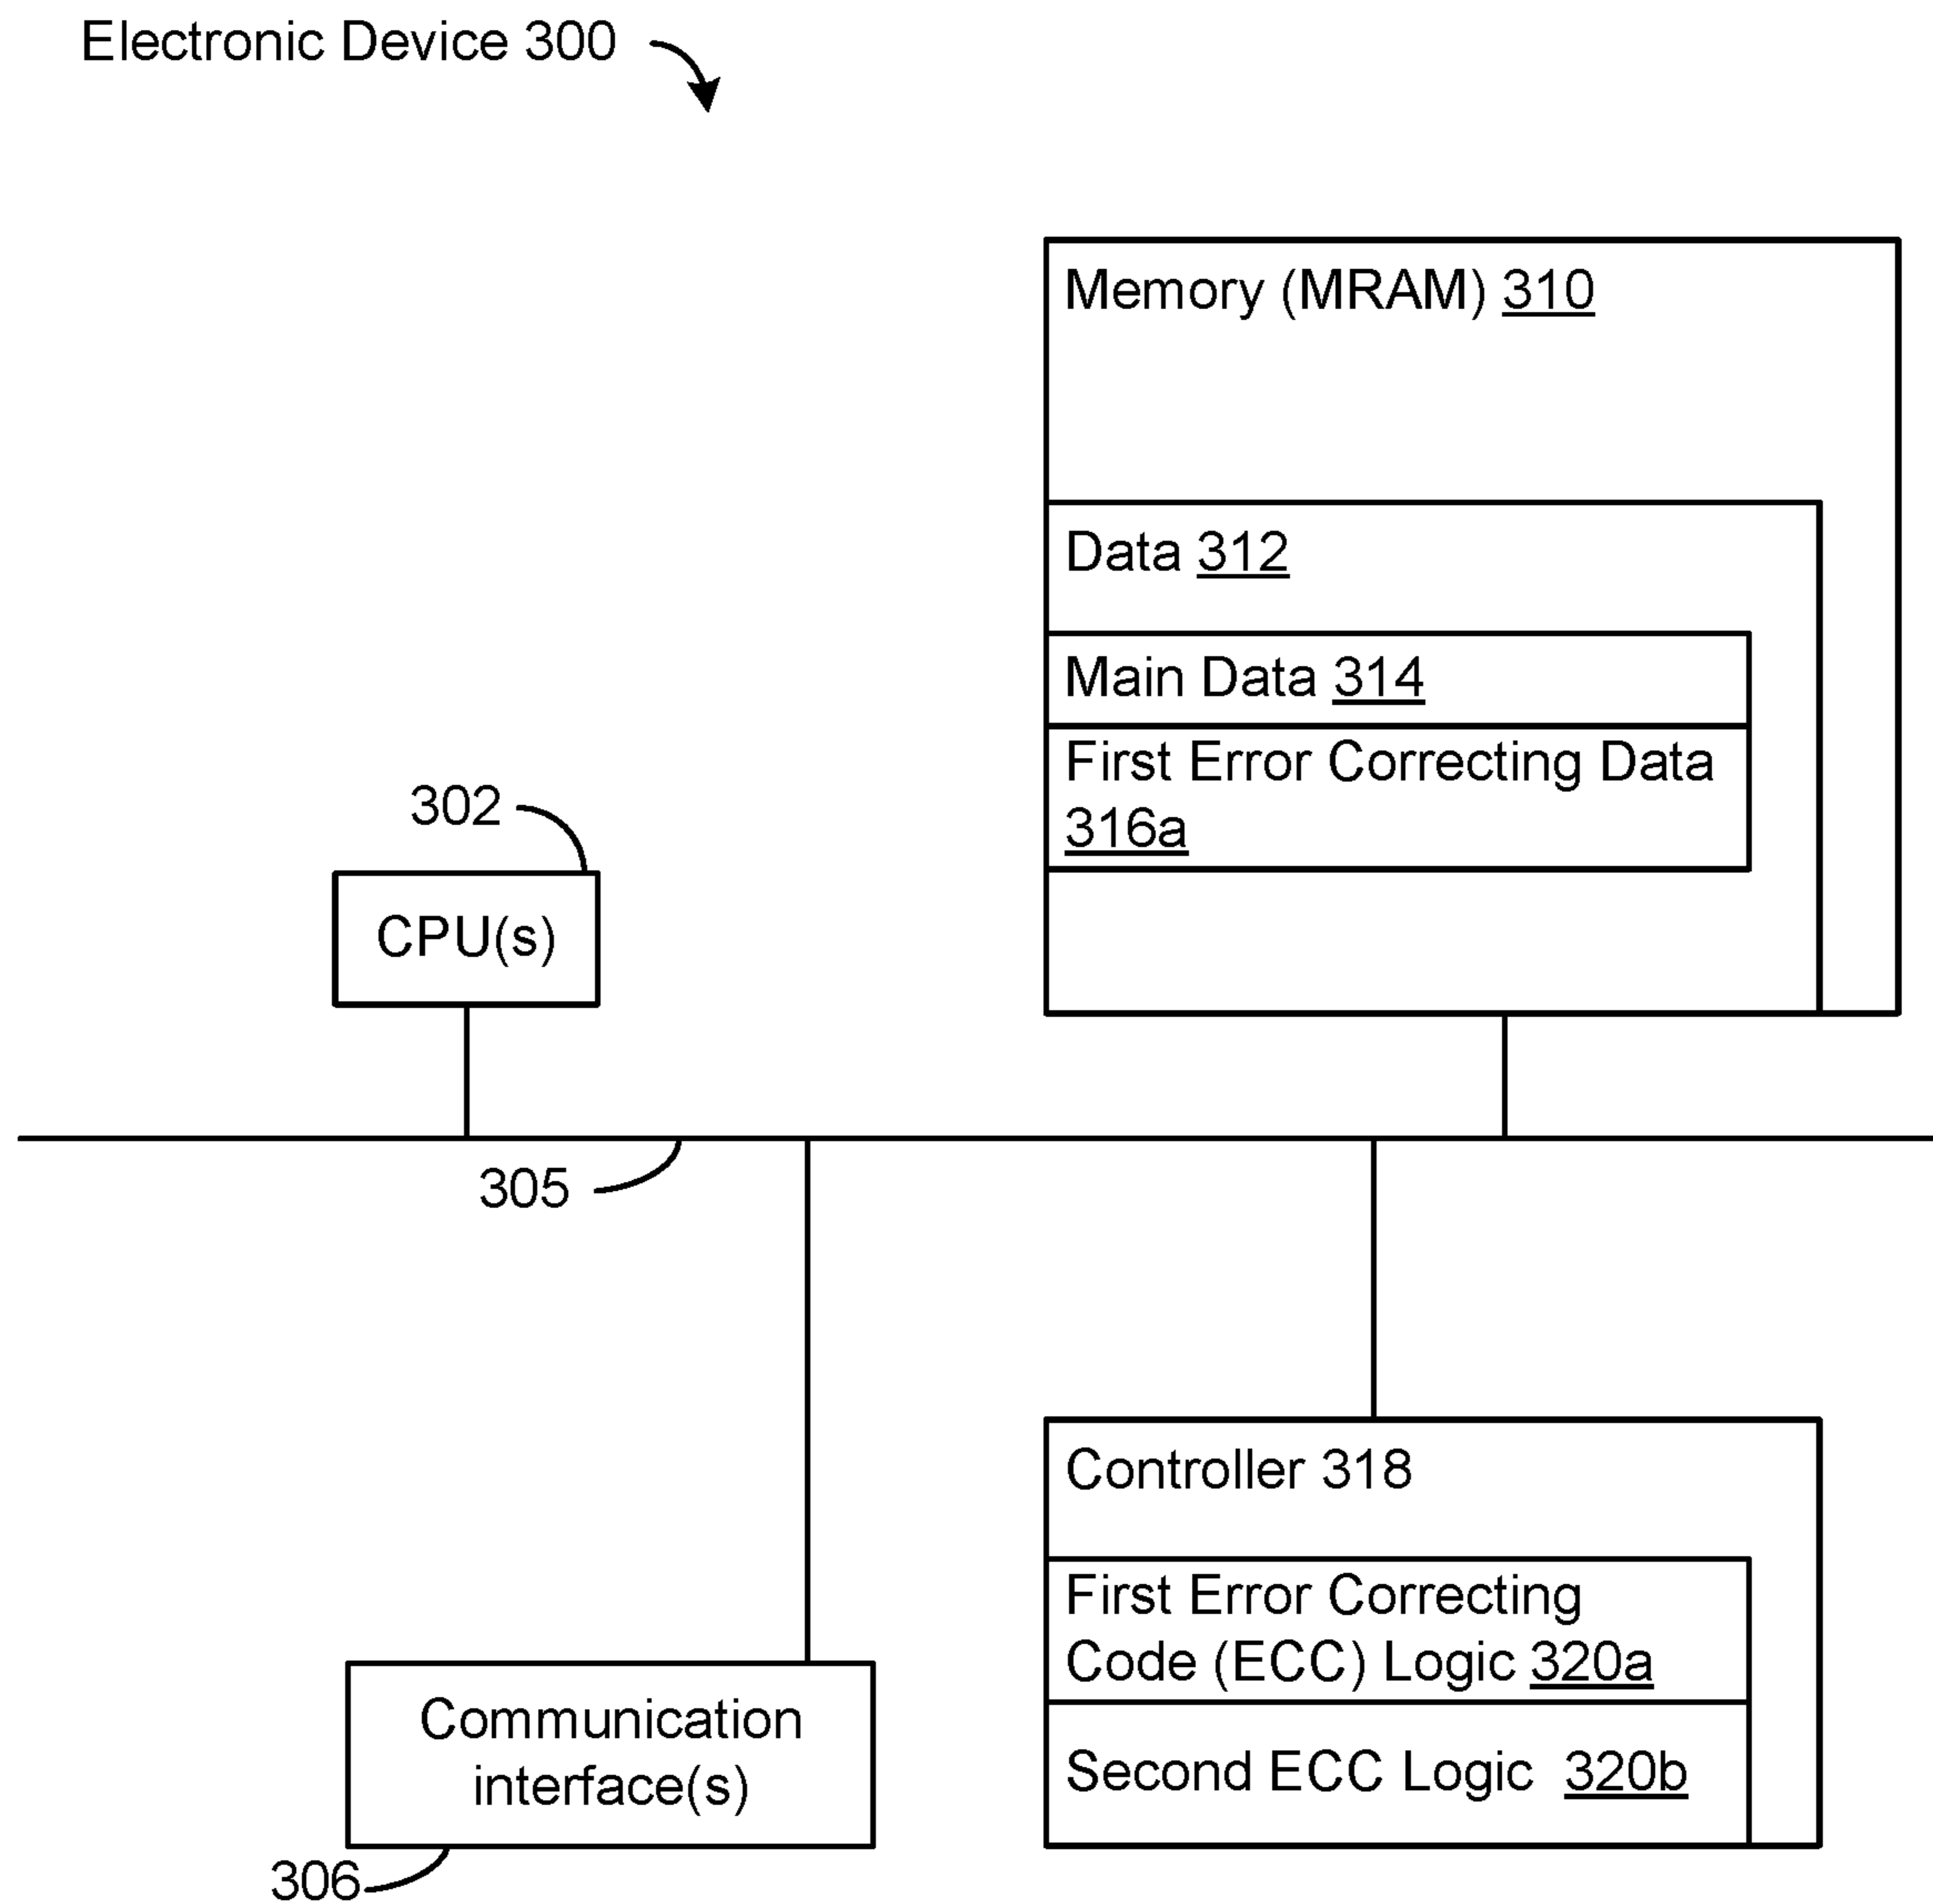 Electronic Device 300
Memory (MRAM) 310
Data 312
Main Data 314
First Error Correcting Data
316a
302
CPU(s)
305
Controller 318
First Error Correcting
Code (ECC) Logic 320a
Second ECC Logic 320b
Communication
interface(s)
306